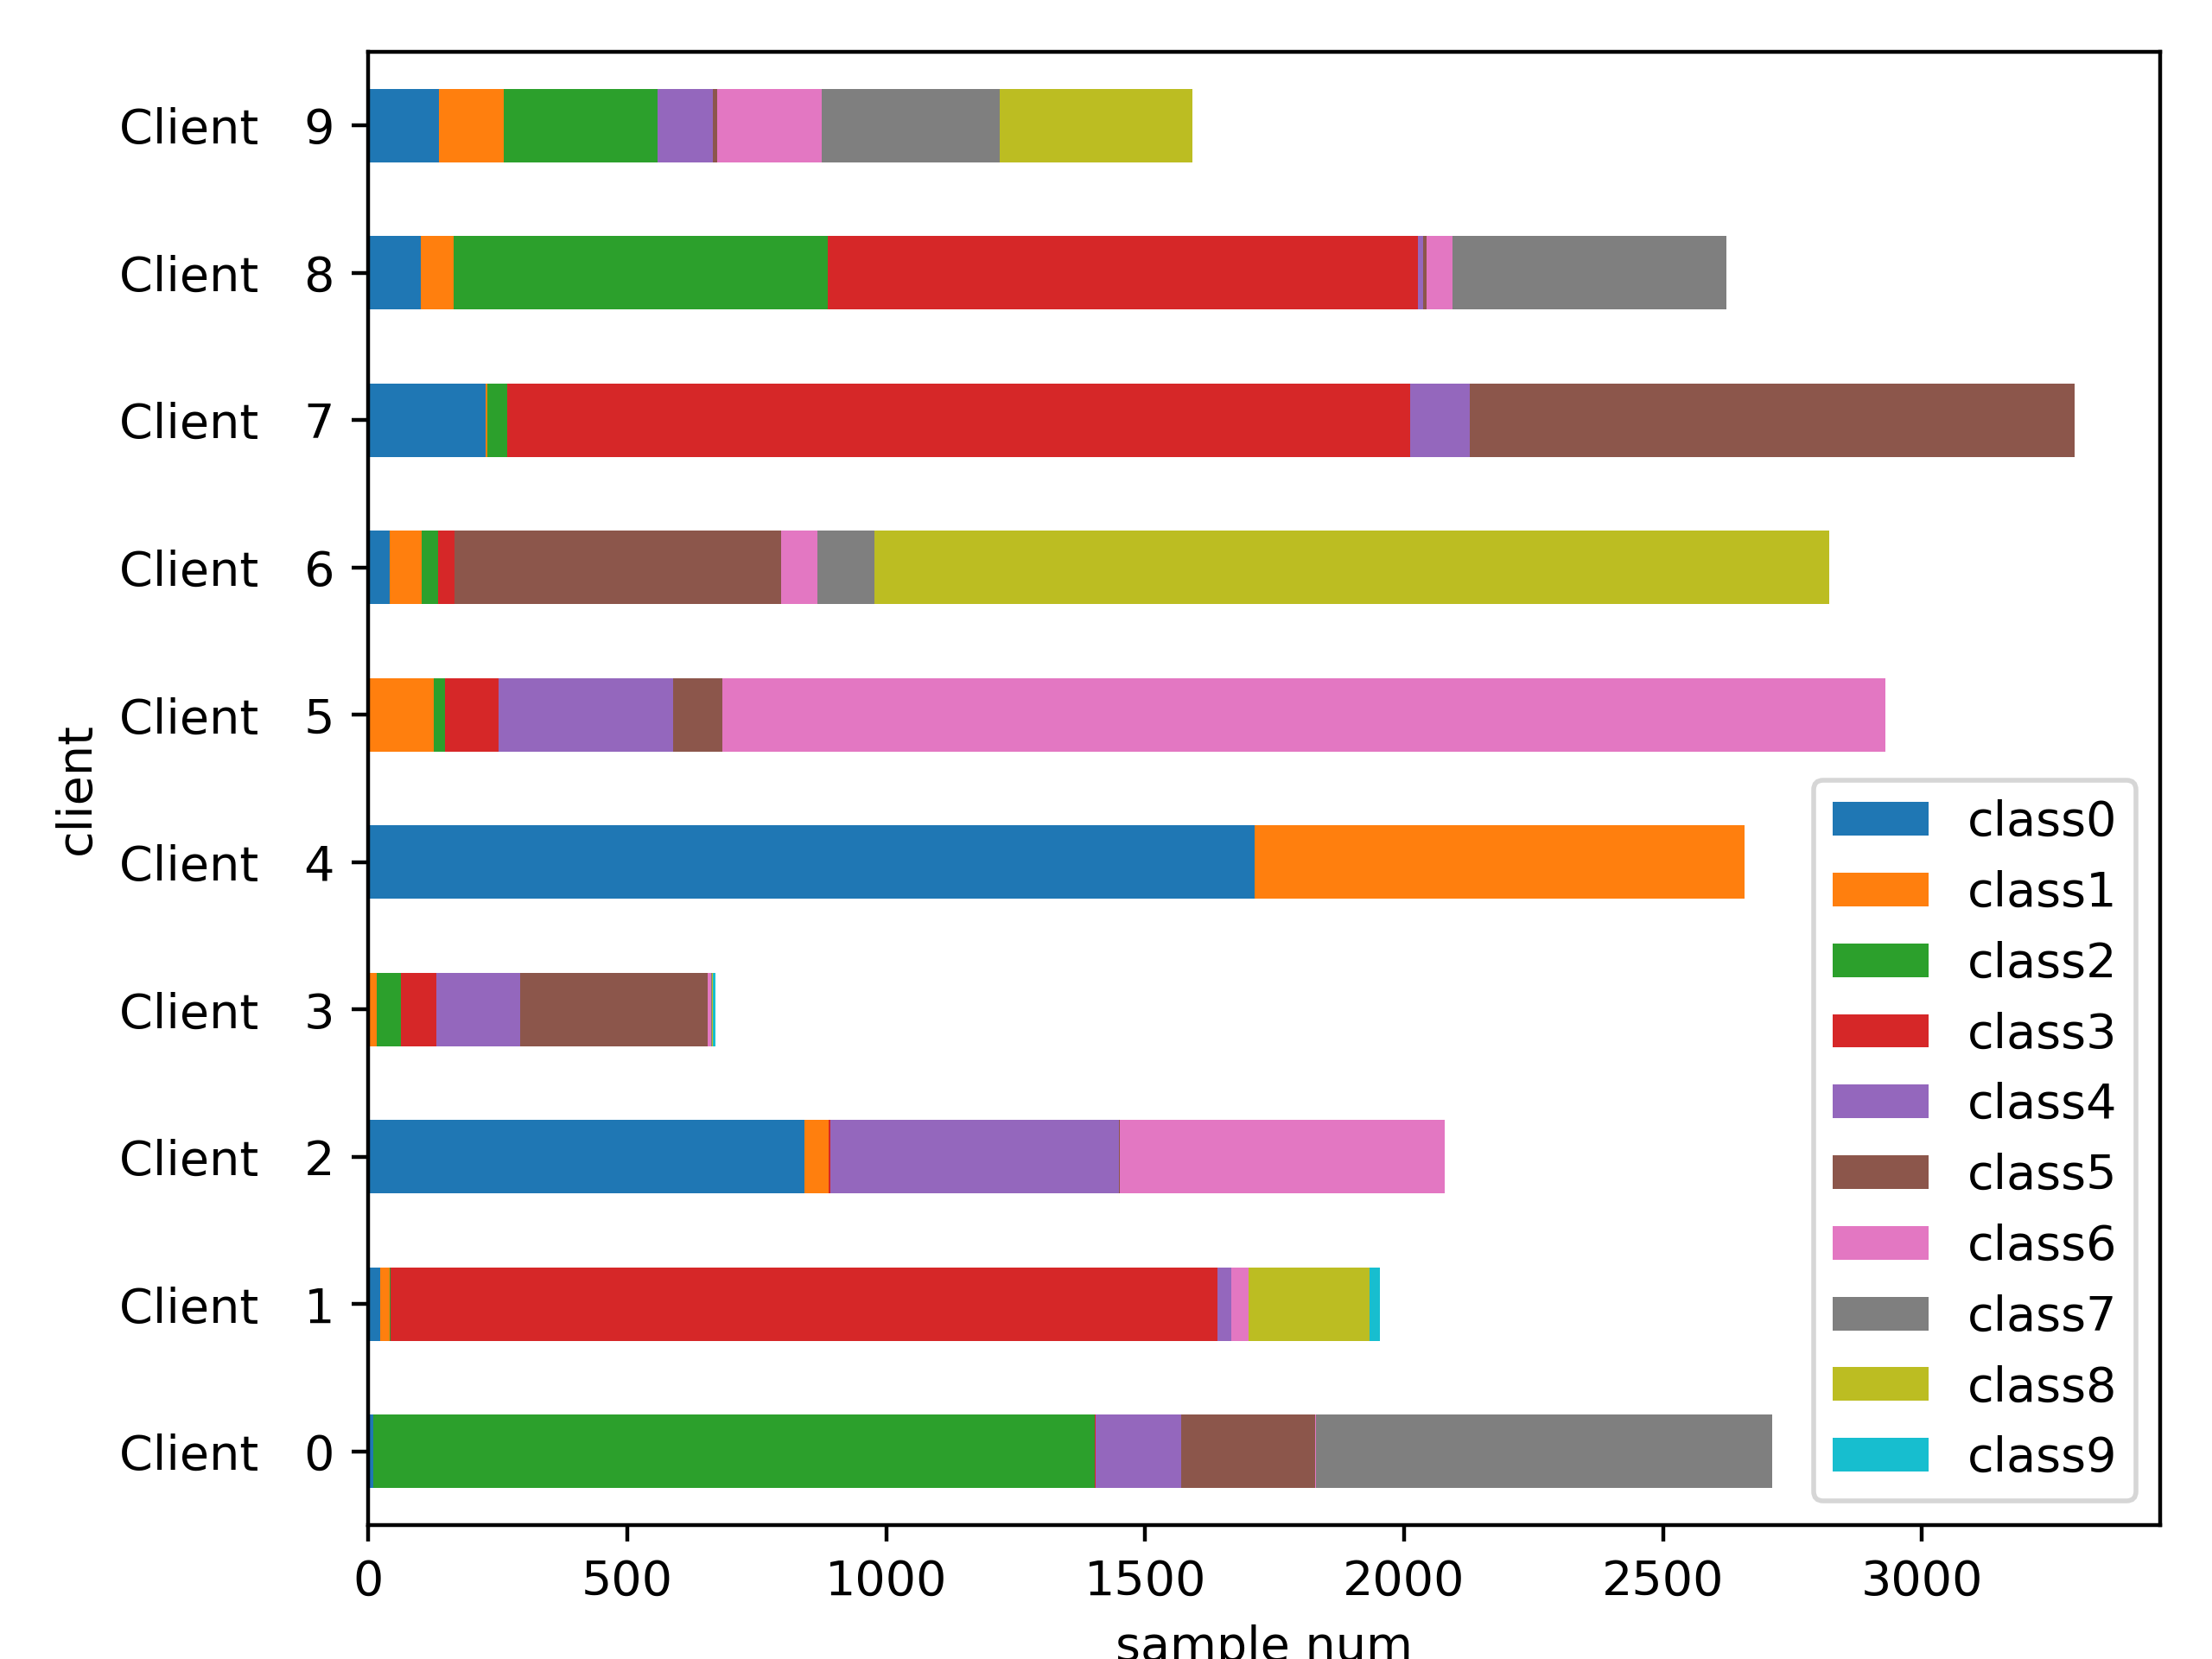 Client 9
Client 8
Client 7
Client 6
Client 5
Client 4
Client 3
Client 2
Client 1
Client 0
client
class0
class1
class2
class3
class4
class5
class6
class7
class8
class9
0 500 1000 1500 2000 2500 3000
sample num